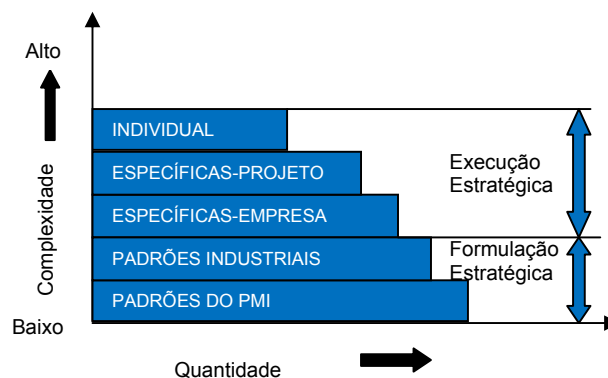 Alto
Complexidade
Baixo
INDIVIDUAL
ESPECÍFICAS-PROJETO
ESPECÍFICAS-EMPRESA
PADRÕES INDUSTRIAIS
PADRÕES DO PMI
Execução
Estratégica
Formulação
Estratégica
Quantidade